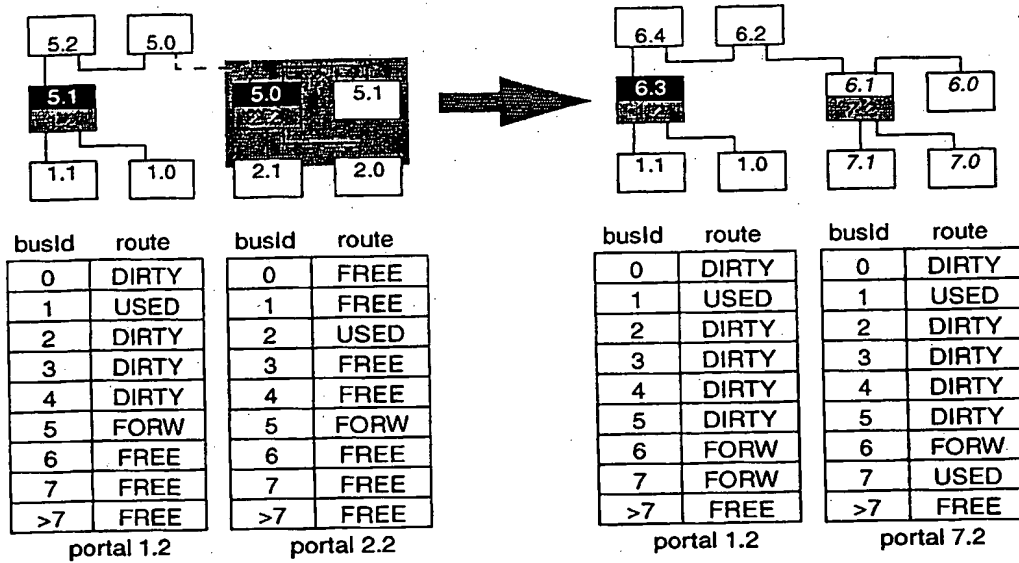 5.2 5.0
5.1
1.1 1.0
5.0 5.1
2.2
2.1 2.0
6.4 6.2
6.3
6.1 6.0
7.2
1.1 1.0
7.1 7.0
busId route
0 DIRTY
1 USED
2 DIRTY
3 DIRTY
4 DIRTY
5 FORW
6 FREE
7 FREE
>7 FREE
portal 1.2
busId route
0 FREE
1 FREE
2 USED
3 FREE
4 FREE
5 FORW
6 FREE
7 FREE
>7 FREE
portal 2.2
busId route
0 DIRTY
1 USED
2 DIRTY
3 DIRTY
4 DIRTY
5 DIRTY
6 FORW
7 FORW
>7 FREE
portal 1.2
busId route
0 DIRTY
1 USED
2 DIRTY
3 DIRTY
4 DIRTY
5 DIRTY
6 FORW
7 USED
>7 FREE
portal 7.2